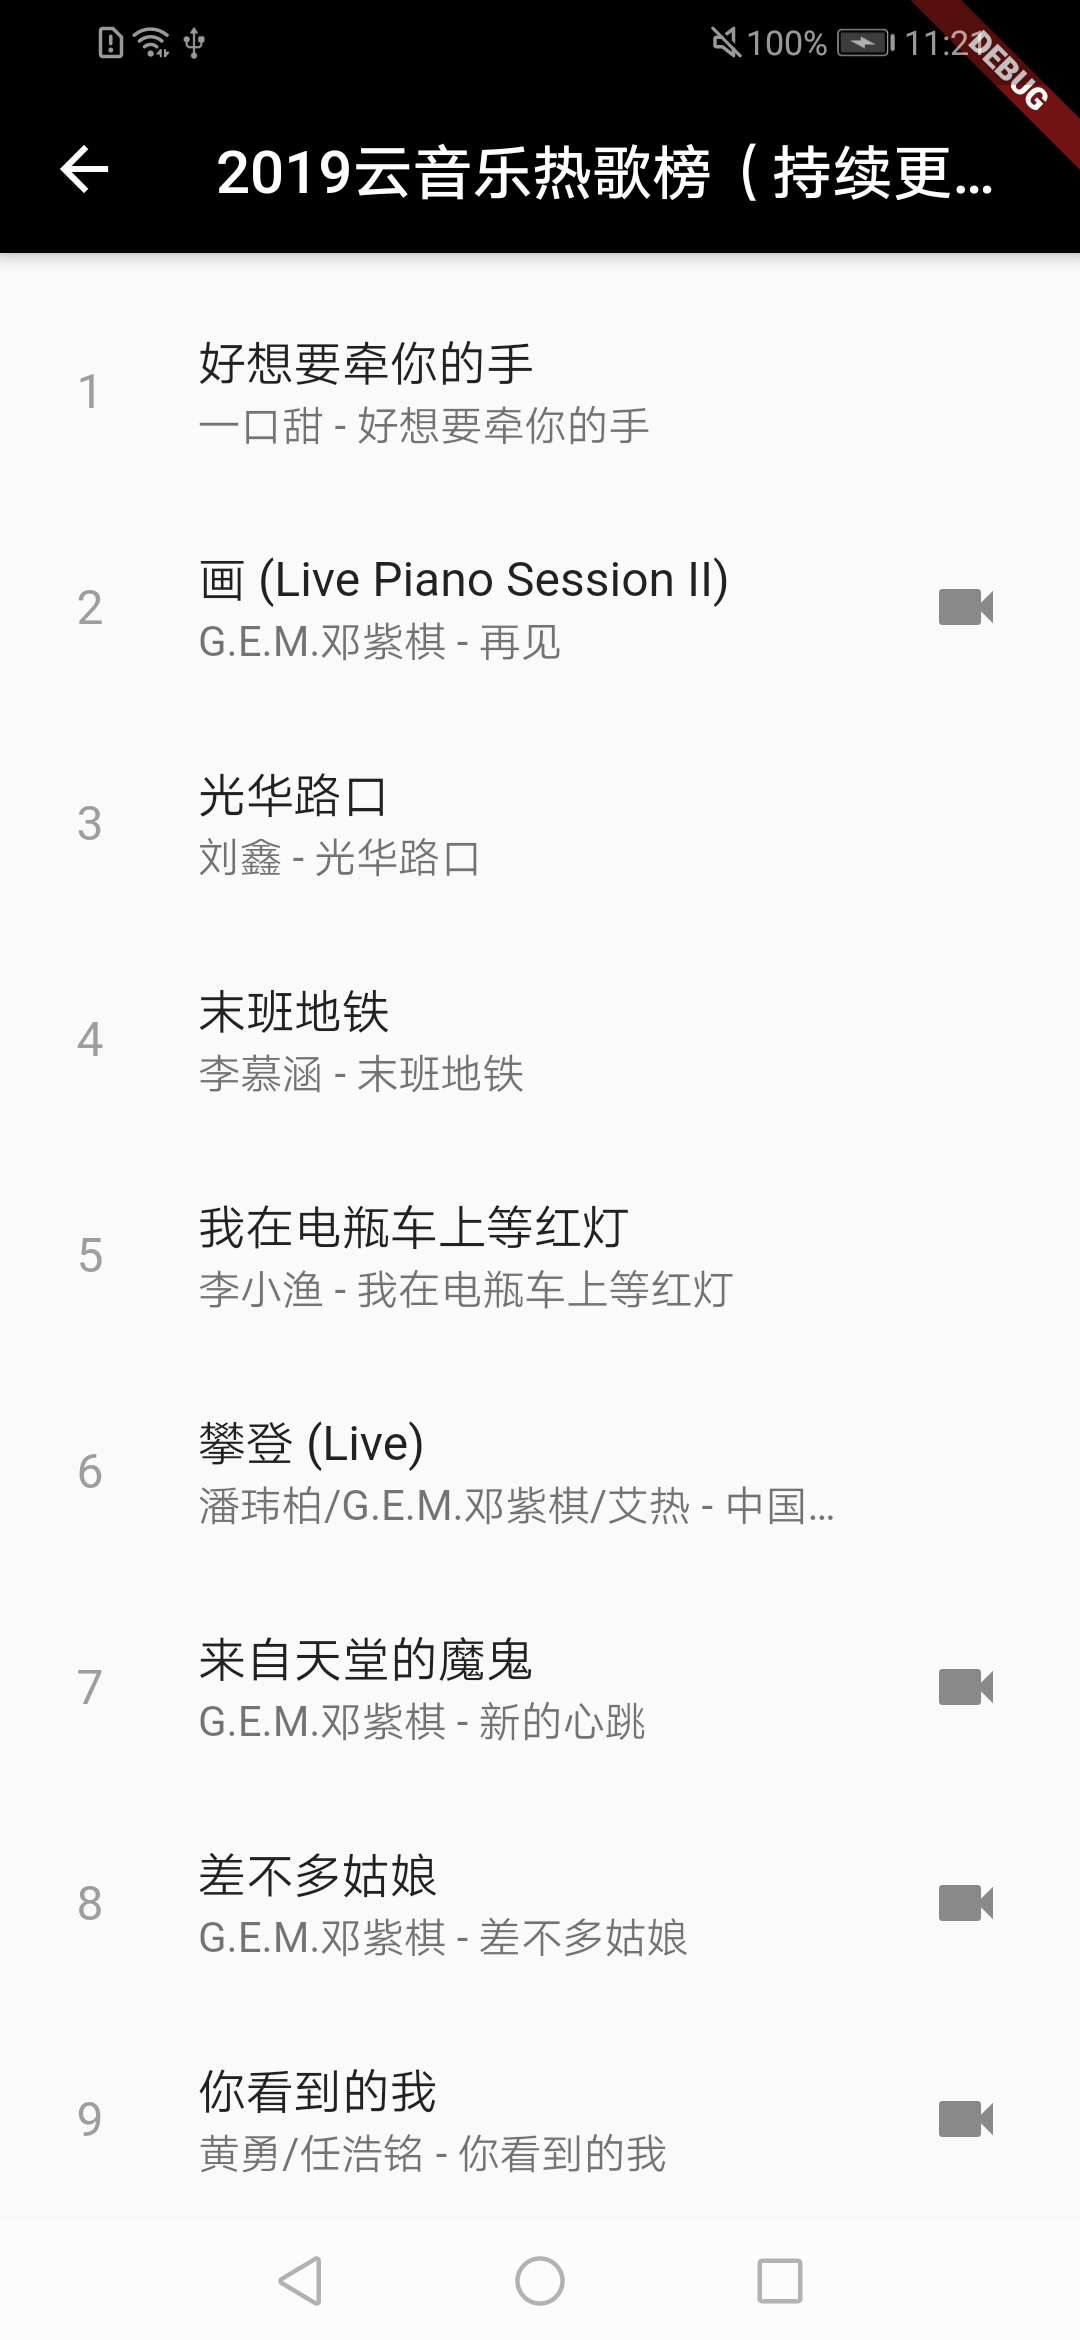 100% 11:21
DEBUG
2019云音乐热歌榜（持续更...
1
好想要牵你的手
一口甜 - 好想要牵你的手
2
画 (Live Piano Session II)
G.E.M.邓紫棋 - 再见
3
光华路口
刘鑫 - 光华路口
4
末班地铁
李慕涵 - 末班地铁
5
我在电瓶车上等红灯
李小渔 - 我在电瓶车上等红灯
6
攀登 (Live)
潘玮柏/G.E.M.邓紫棋/艾热 - 中国...
7
来自天堂的魔鬼
G.E.M.邓紫棋 - 新的心跳
8
差不多姑娘
G.E.M.邓紫棋 - 差不多姑娘
9
你看到的我
黄勇/任浩铭 - 你看到的我